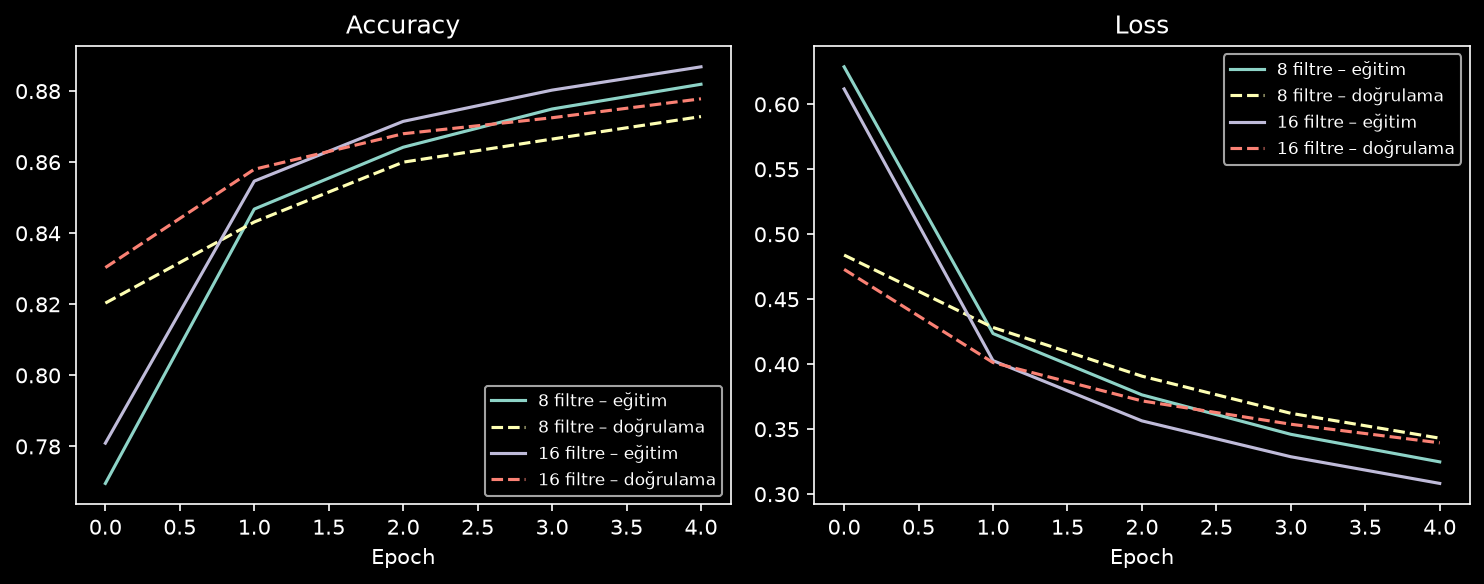 Accuracy
0.88
0.86
0.84
0.82
0.80
0.78
8 filtre – eğitim
8 filtre – doğrulama
16 filtre – eğitim
16 filtre – doğrulama
0.0 0.5 1.0 1.5 2.0 2.5 3.0 3.5 4.0
Epoch
Loss
0.60
0.55
0.50
0.45
0.40
0.35
0.30
8 filtre – eğitim
8 filtre – doğrulama
16 filtre – eğitim
16 filtre – doğrulama
0.0 0.5 1.0 1.5 2.0 2.5 3.0 3.5 4.0
Epoch